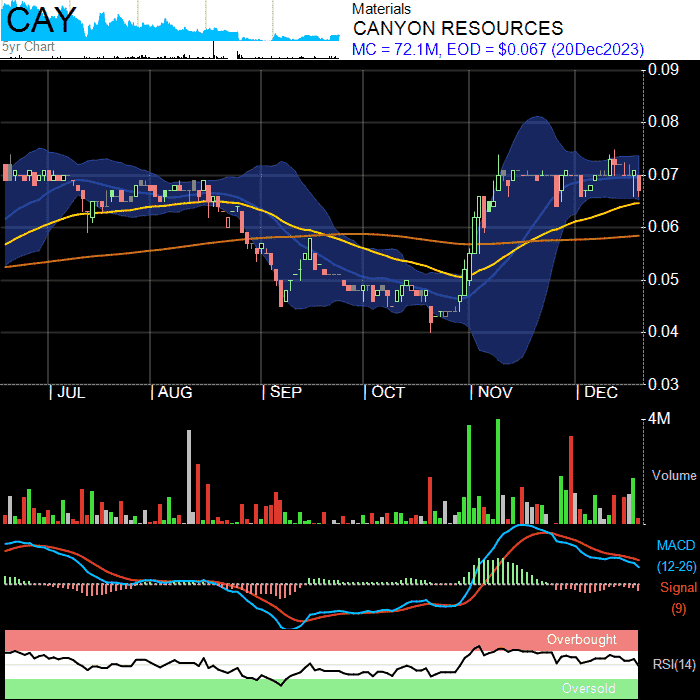 CAY
5yr Chart
Materials
CANYON RESOURCES
MC = 72.1M, EOD = $0.067 (20Dec2023)
0.09
0.08
0.07
0.06
0.05
0.04
0.03
| JUL | AUG | SEP | OCT | NOV | DEC
4M
Volume
MACD
(12-26)
Signal
(9)
Overbought
RSI(14)
Oversold